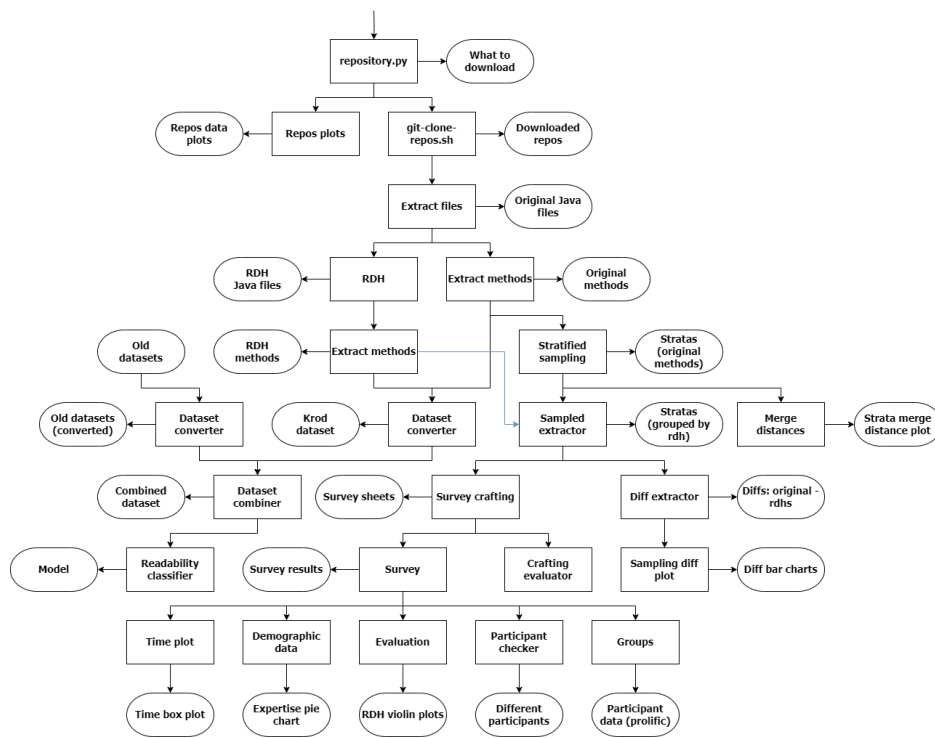 repository.py
What to
download
Repos data
plots
Repos plots
git-clone-
repos.sh
Downloaded
repos
Extract files
Original Java
files
RDH
Java files
RDH
Extract methods
Original
methods
Old
datasets
RDH
methods
Extract methods
Stratified
sampling
Stratas
(original
methods)
Old datasets
(converted)
Dataset
converter
Krod
dataset
Dataset
converter
Sampled
extractor
Stratas
(grouped by
rdh)
Merge
distances
Strata merge
distance plot
Combined
dataset
Dataset
combiner
Survey sheets
Survey crafting
Diff extractor
Diffs: original -
rdhs
Model
Readability
classifier
Survey results
Survey
Crafting
evaluator
Sampling diff
plot
Diff bar charts
Time plot
Demographic
data
Evaluation
Participant
checker
Groups
Time box plot
Expertise pie
chart
RDH violin plots
Different
participants
Participant
data (prolific)